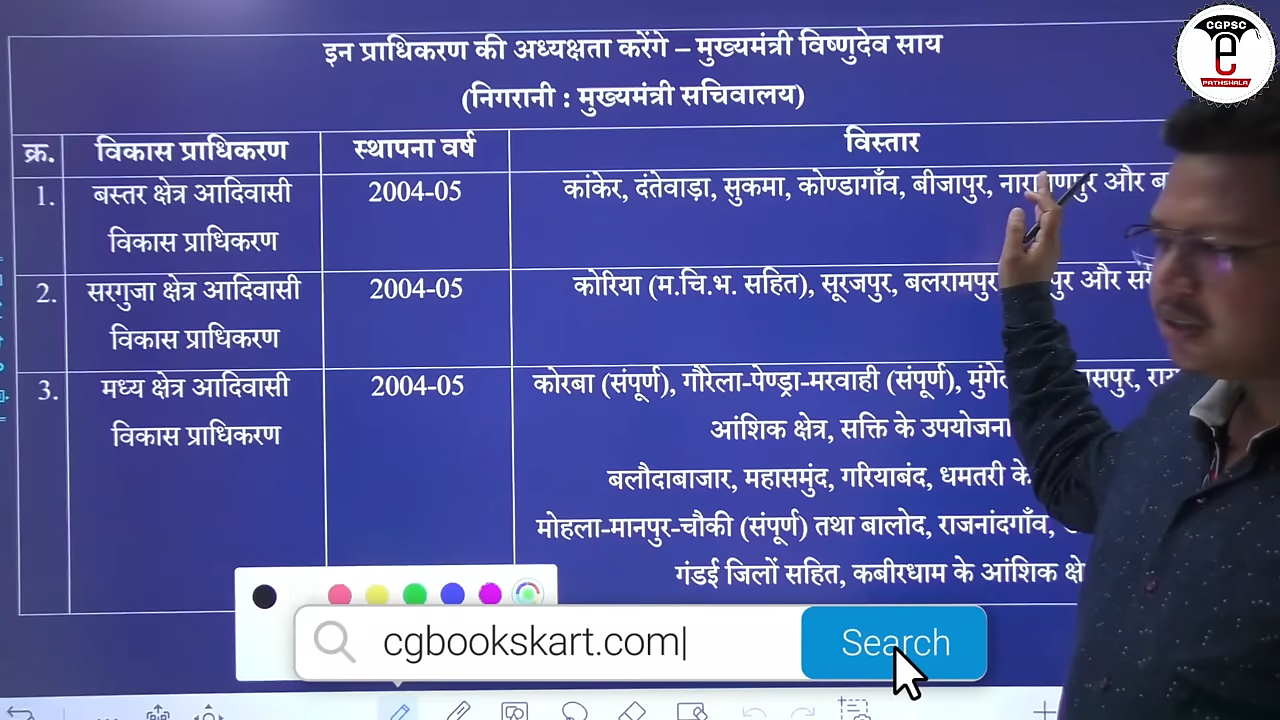 CGPSC
e
PATHSHALA
इन प्राधिकरण की अध्यक्षता करेंगे – मुख्यमंत्री विष्णुदेव साय
(निगरानी : मुख्यमंत्री सचिवालय)
क्र. विकास प्राधिकरण स्थापना वर्ष विस्तार
1. बस्तर क्षेत्र आदिवासी 2004-05 कांकेर, दंतेवाड़ा, सुकमा, कोण्डागाँव, बीजापुर, और
विकास प्राधिकरण
2. सरगुजा क्षेत्र आदिवासी 2004-05 कोरिया (म.चि.भ. सहित), सूरजपुर, बलरामपुर और
विकास प्राधिकरण
3. मध्य क्षेत्र आदिवासी 2004-05 कोरबा (संपूर्ण), गौरेला-पेण्ड्रा-मरवाही (संपूर्ण),
विकास प्राधिकरण आंशिक क्षेत्र, सक्ति के
बलौदाबाजार, महासमुंद, गरियाबंद, धमतरी के
मोहला-मानपुर-चौकी (संपूर्ण) तथा बालोद, राजनांदगाँव,
गंडई जिलों सहित, कबीरधाम के आंशिक
cgbookskart.com
Search